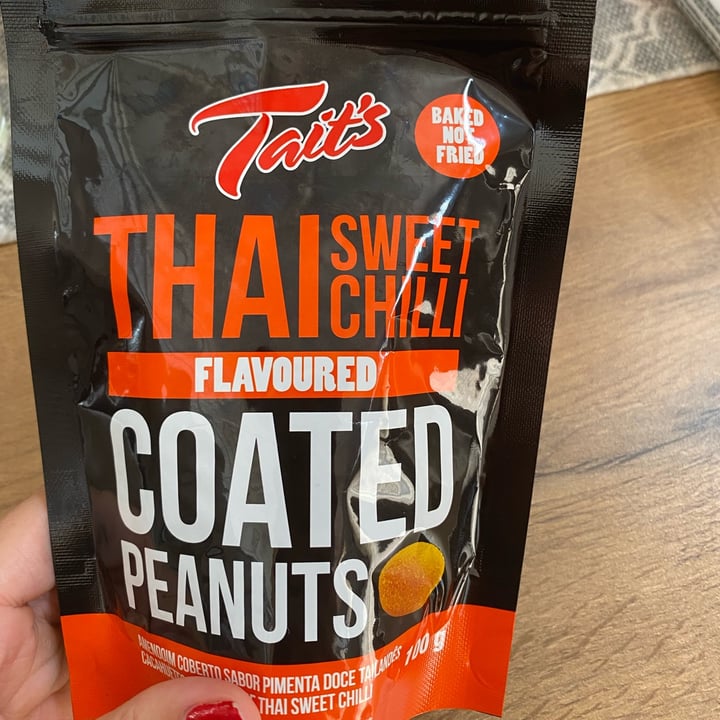 Tait's
BAKED
NOT
FRIED
THAI SWEET
CHILLI
FLAVOURED
COATED
PEANUTS
AMENDOIM COBERTO SABOR PIMENTA DOCE TAILANDÊS 100 g
THAI SWEET CHILLI